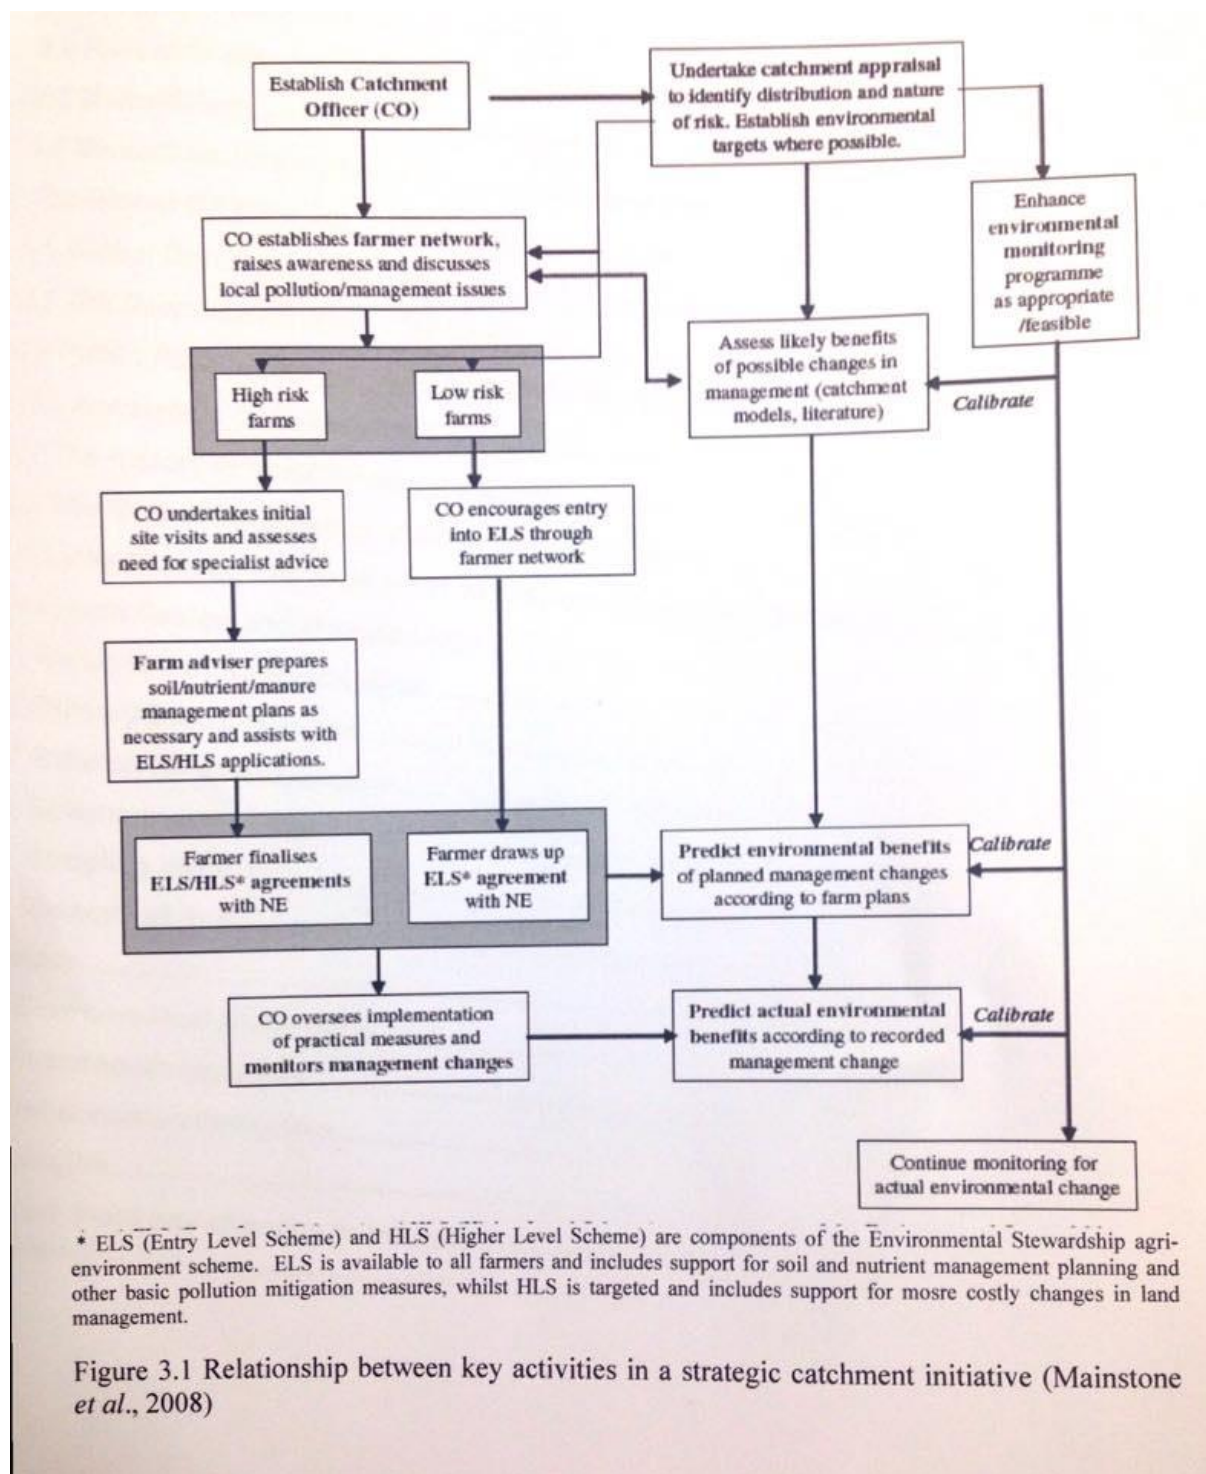 Establish Catchment
Officer (CO)
Undertake catchment appraisal
to identify distribution and nature
of risk. Establish environmental
targets where possible.
Enhance
environmental
monitoring
programme
as appropriate
/feasible
CO establishes farmer network,
raises awareness and discusses
local pollution/management issues
Assess likely benefits
of possible changes in
management (catchment
models, literature)
Calibrate
High risk
farms
Low risk
farms
CO undertakes initial
site visits and assesses
need for specialist advice
CO encourages entry
into ELS through
farmer network
Farm adviser prepares
soil/nutrient/manure
management plans as
necessary and assists with
ELS/HLS applications.
Farmer finalises
ELS/HLS* agreements
with NE
Farmer draws up
ELS* agreement
with NE
Predict environmental benefits
of planned management changes
according to farm plans
Calibrate
CO oversees implementation
of practical measures and
monitors management changes
Predict actual environmental
benefits according to recorded
management change
Calibrate
Continue monitoring for
actual environmental change
* ELS (Entry Level Scheme) and HLS (Higher Level Scheme) are components of the Environmental Stewardship agri-
environment scheme. ELS is available to all farmers and includes support for soil and nutrient management planning and
other basic pollution mitigation measures, whilst HLS is targeted and includes support for mosre costly changes in land
management.
Figure 3.1 Relationship between key activities in a strategic catchment initiative (Mainstone
et al., 2008)